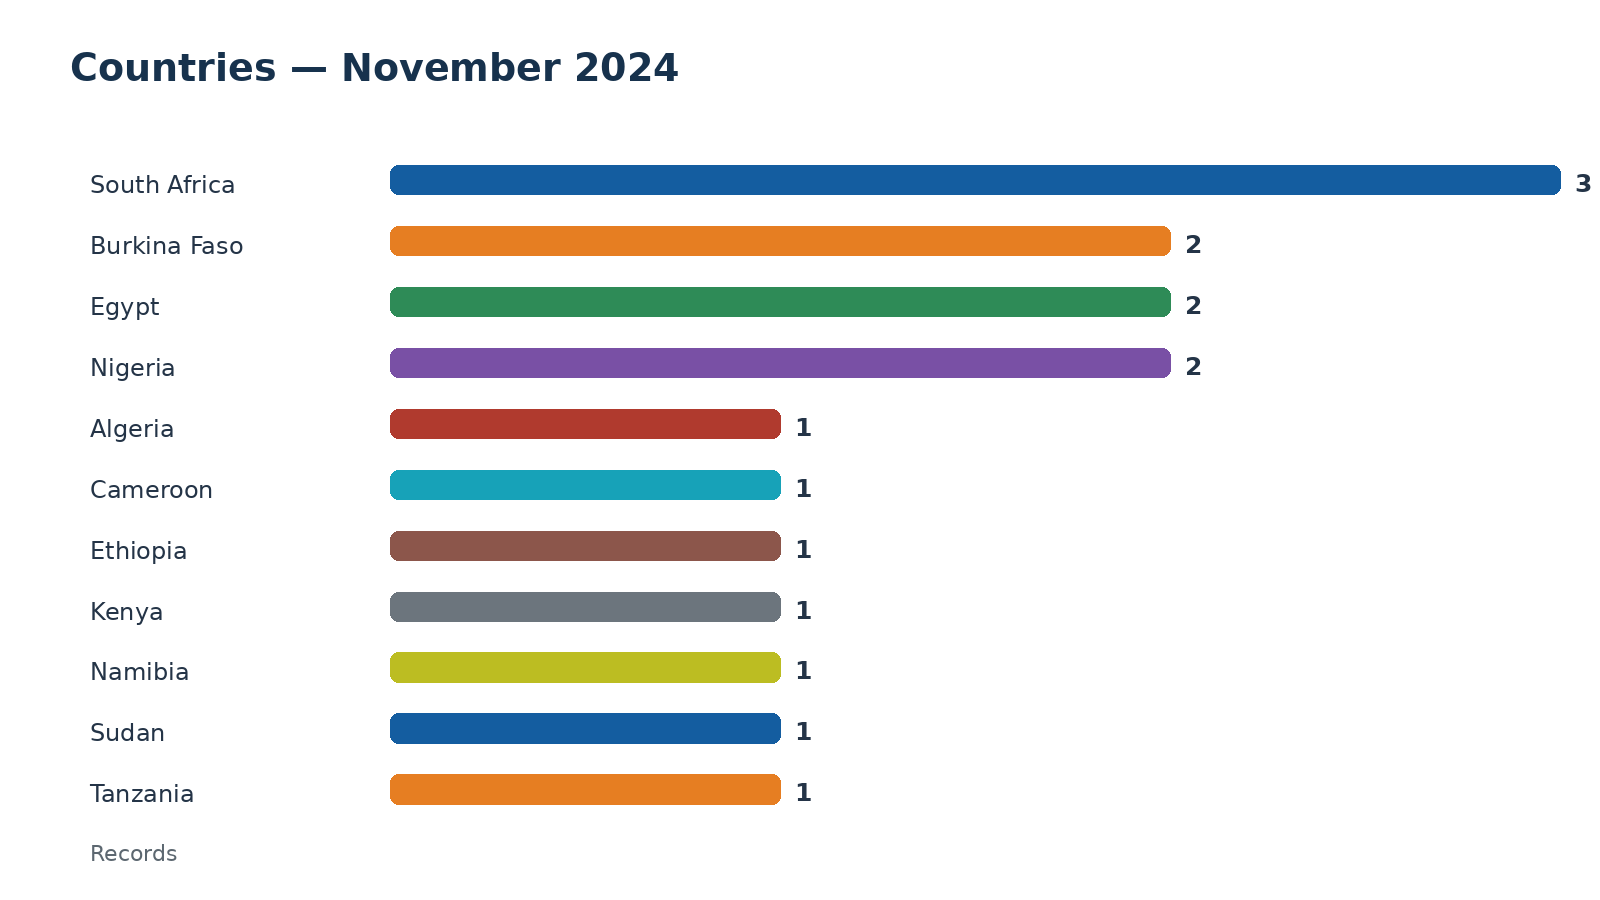 Countries — November 2024
South Africa 3
Burkina Faso 2
Egypt 2
Nigeria 2
Algeria 1
Cameroon 1
Ethiopia 1
Kenya 1
Namibia 1
Sudan 1
Tanzania 1
Records